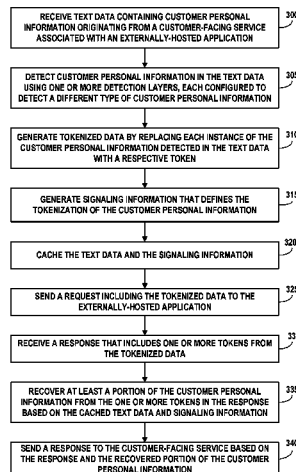 RECEIVE TEXT DATA CONTAINING CUSTOMER PERSONAL
INFORMATION ORIGINATING FROM A CUSTOMER-FACING SERVICE
ASSOCIATED WITH AN EXTERNALLY-HOSTED APPLICATION
300
DETECT CUSTOMER PERSONAL INFORMATION IN THE TEXT DATA
USING ONE OR MORE DETECTION LAYERS, EACH CONFIGURED TO
DETECT A DIFFERENT TYPE OF CUSTOMER PERSONAL INFORMATION
305
GENERATE TOKENIZED DATA BY REPLACING EACH INSTANCE OF THE
CUSTOMER PERSONAL INFORMATION DETECTED IN THE TEXT DATA
WITH A RESPECTIVE TOKEN
310
GENERATE SIGNALING INFORMATION THAT DEFINES THE
TOKENIZATION OF THE CUSTOMER PERSONAL INFORMATION
315
CACHE THE TEXT DATA AND THE SIGNALING INFORMATION
320
SEND A REQUEST INCLUDING THE TOKENIZED DATA TO THE
EXTERNALLY-HOSTED APPLICATION
325
RECEIVE A RESPONSE THAT INCLUDES ONE OR MORE TOKENS FROM
THE TOKENIZED DATA
RECOVER AT LEAST A PORTION OF THE CUSTOMER PERSONAL
INFORMATION FROM THE ONE OR MORE TOKENS IN THE RESPONSE
BASED ON THE CACHED TEXT DATA AND SIGNALING INFORMATION
335
SEND A RESPONSE TO THE CUSTOMER-FACING SERVICE BASED ON
THE RESPONSE AND THE RECOVERED PORTION OF THE CUSTOMER
PERSONAL INFORMATION
340